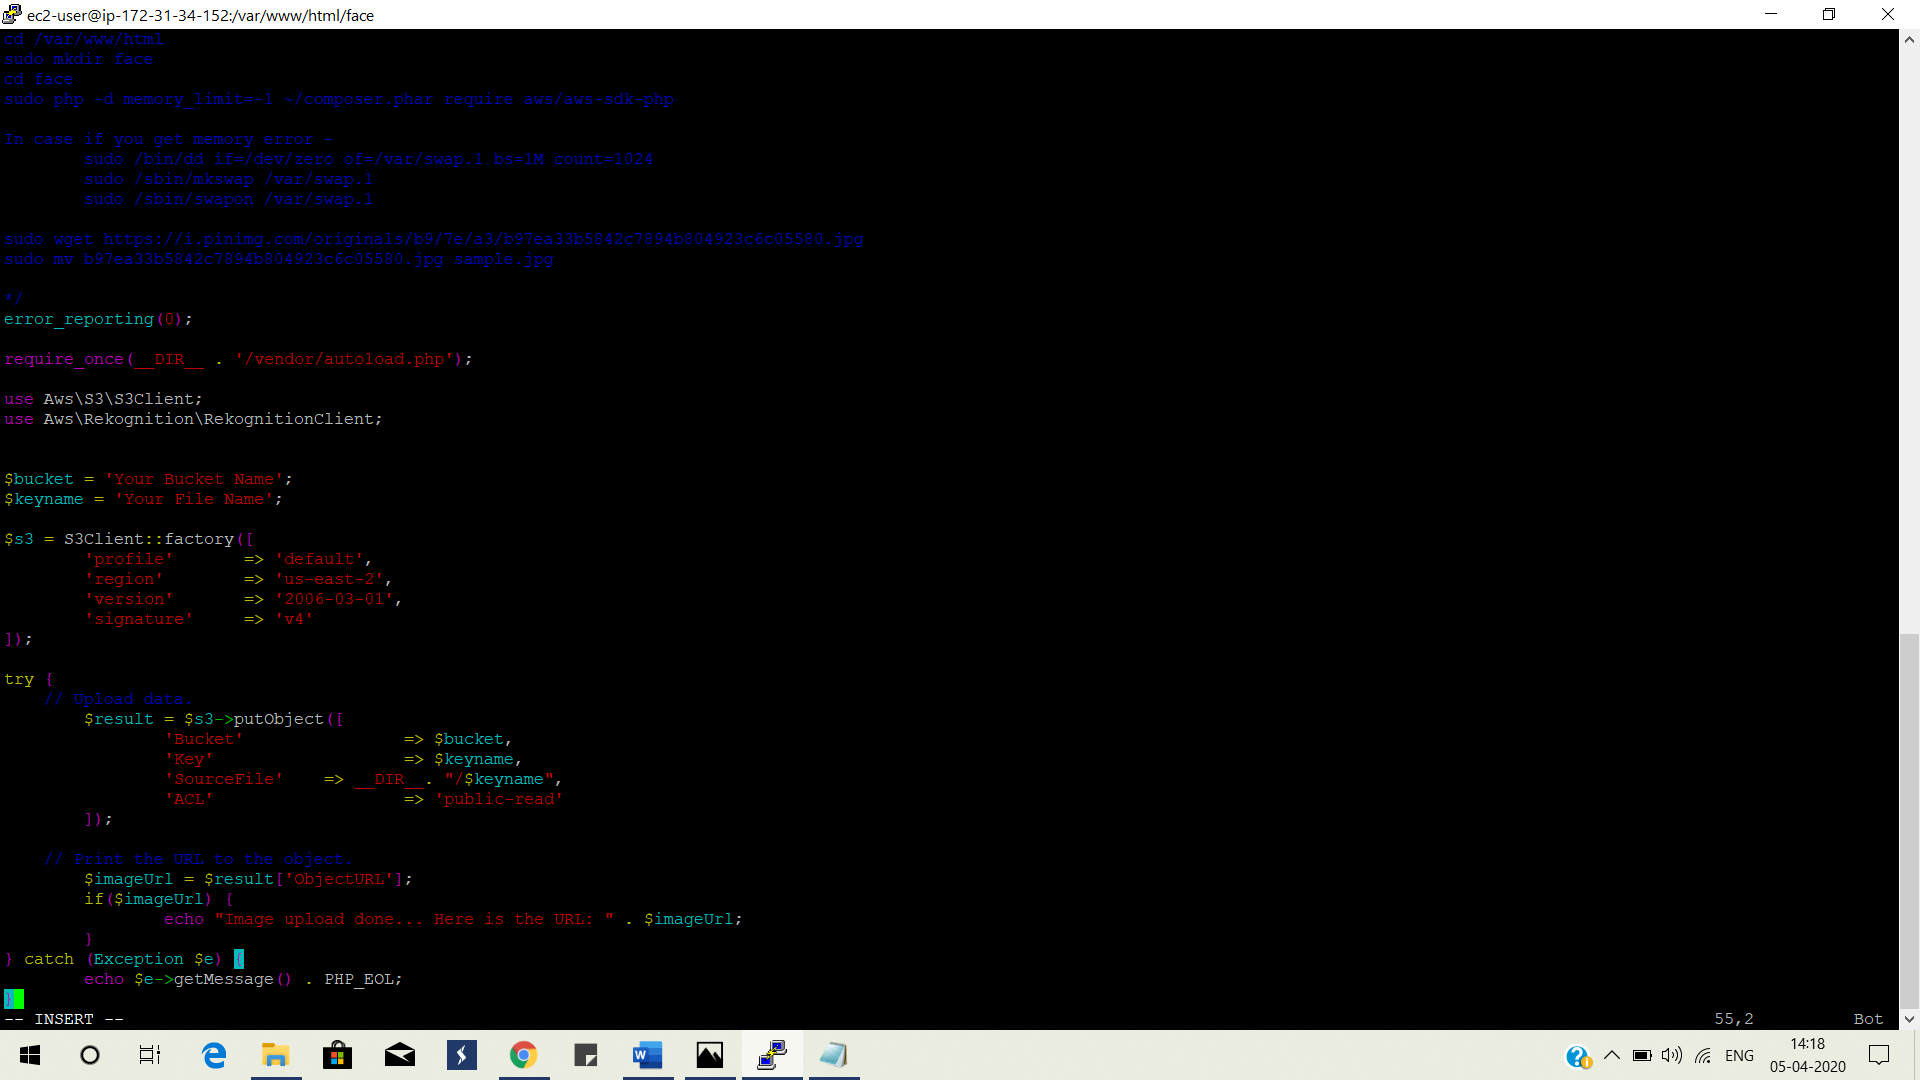 ec2-user@ip-172-31-34-152:/var/www/html/face
cd /var/www/html
sudo mkdir face
cd face
sudo php -d memory_limit=-1 ~/composer.phar require aws/aws-sdk-php
In case if you get memory error -
sudo /bin/dd if=/dev/zero of=/var/swap.1 bs=1M count=1024
sudo /sbin/mkswap /var/swap.1
sudo /sbin/swapon /var/swap.1
sudo wget https://i.pinimg.com/originals/b9/7e/a3/b97ea33b5842c7894b804923c6c05580.jpg
sudo mv b97ea33b5842c7894b804923c6c05580.jpg sample.jpg
*/
error_reporting(0);
require_once(__DIR__ . '/vendor/autoload.php');
use Aws\S3\S3Client;
use Aws\Rekognition\RekognitionClient;
$bucket = 'Your Bucket Name';
$keyname = 'Your File Name';
$s3 = S3Client::factory([
'profile' => 'default',
'region' => 'us-east-2',
'version' => '2006-03-01',
'signature' => 'v4'
]);
try {
// Upload data.
$result = $s3->putObject([
'Bucket' => $bucket,
'Key' => $keyname,
'SourceFile' => __DIR__. "/$keyname",
'ACL' => 'public-read'
]);
// Print the URL to the object.
$imageUrl = $result['ObjectURL'];
if($imageUrl) {
echo "Image upload done... Here is the URL: " . $imageUrl;
}
} catch (Exception $e) {
echo $e->getMessage() . PHP_EOL;
}
-- INSERT -- 55,2 Bot
ENG 14:18
05-04-2020